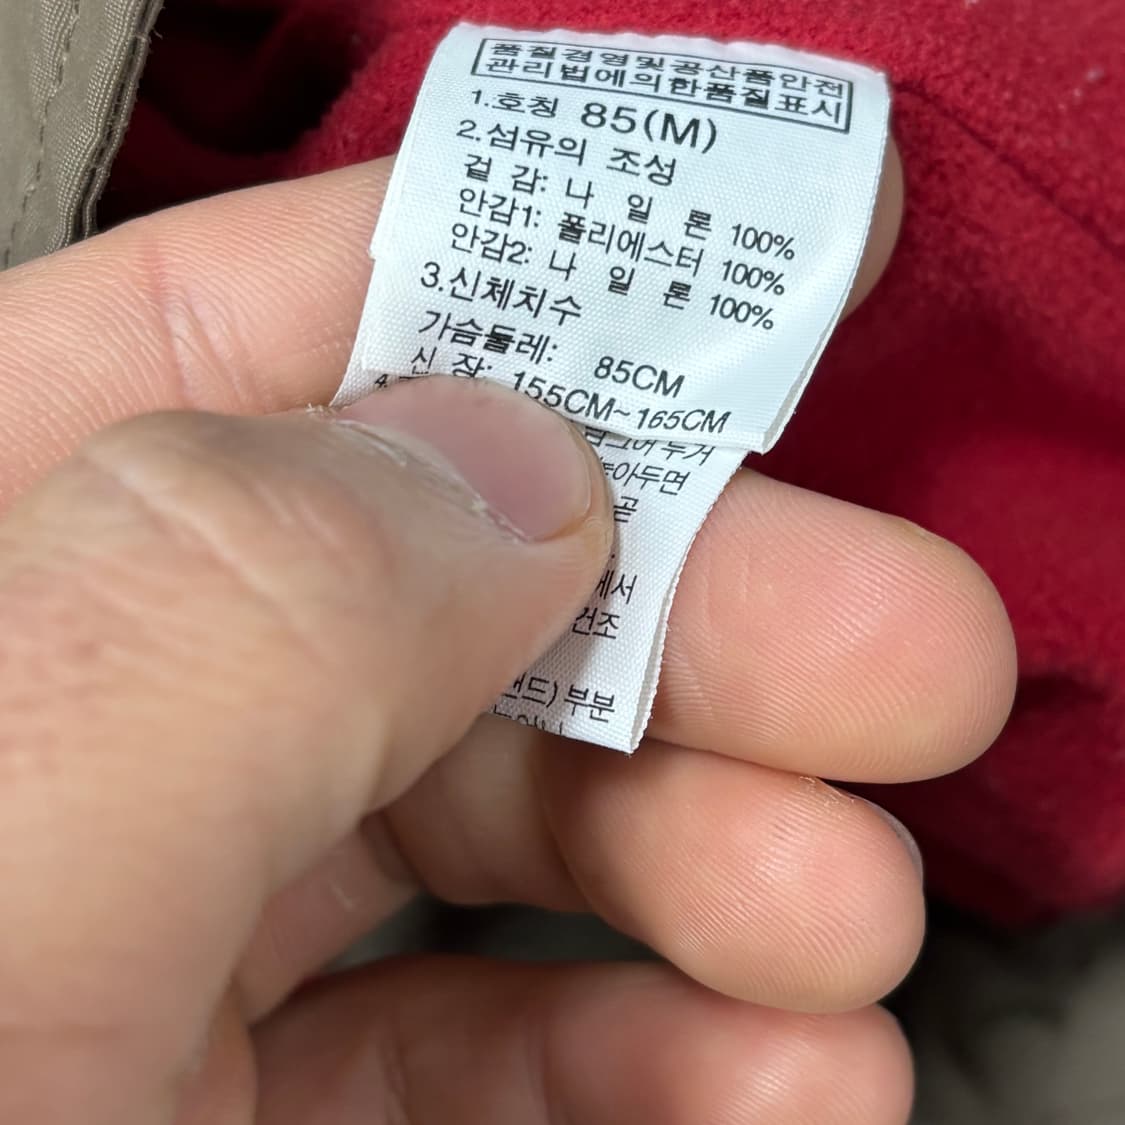 품질경영및공산품안전
관리법에의한품질표시
1.호칭 85(M)
2.섬유의 조성
겉 감: 나 일 론 100%
안감1: 폴리에스터 100%
안감2: 나 일 론 100%
3.신체치수
가슴둘레: 85CM
신 장: 155CM~165CM
4.
두거
아두면
곧
에서
건조
밴드) 부분